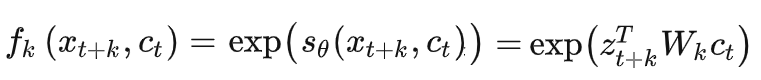 f_k (x_{t+k}, c_t) = exp(s_θ(x_{t+k}, c_t)) = exp(z_{t+k}^T W_k c_t)